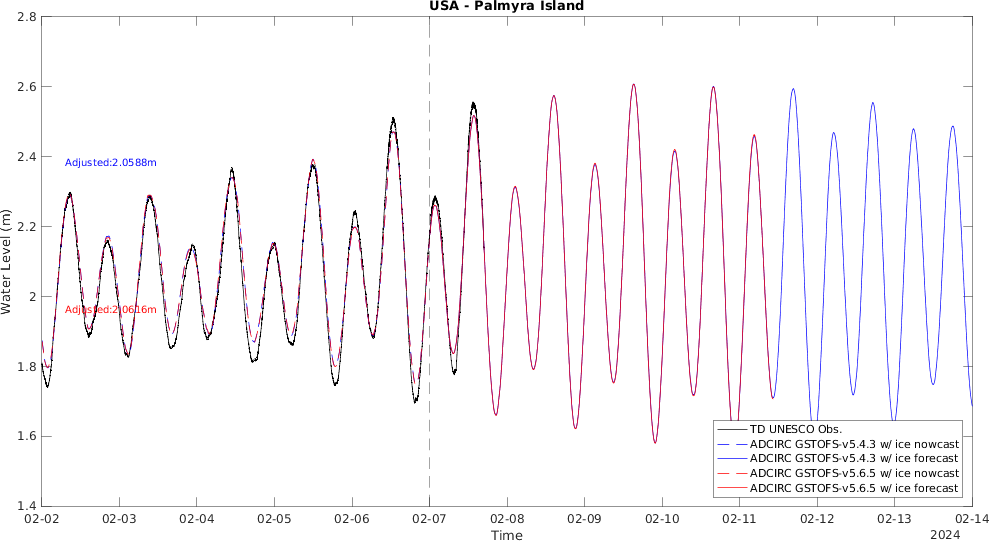 USA - Palmyra Island
2.8
2.6
2.4
2.2
2
1.8
1.6
1.4
Water Level (m)
Adjusted:2.0588m
Adjusted:2.0616m
TD UNESCO Obs.
ADCIRC GSTOFS-v5.4.3 w/ ice nowcast
ADCIRC GSTOFS-v5.4.3 w/ ice forecast
ADCIRC GSTOFS-v5.6.5 w/ ice nowcast
ADCIRC GSTOFS-v5.6.5 w/ ice forecast
02-02 02-03 02-04 02-05 02-06 02-07 02-08 02-09 02-10 02-11 02-12 02-13 02-14
Time
2024